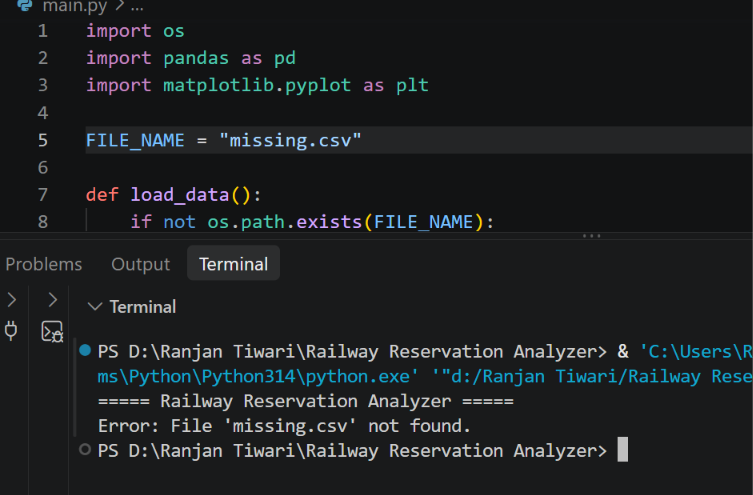 main.py > ...
1 import os
2 import pandas as pd
3 import matplotlib.pyplot as plt
4
5 FILE_NAME = "missing.csv"
6
7 def load_data():
8 if not os.path.exists(FILE_NAME):
Problems Output Terminal
Terminal
PS D:\Ranjan Tiwari\Railway Reservation Analyzer> & 'C:\Users\R
ms\Python\Python314\python.exe' '"d:/Ranjan Tiwari/Railway Rese
===== Railway Reservation Analyzer =====
Error: File 'missing.csv' not found.
PS D:\Ranjan Tiwari\Railway Reservation Analyzer>